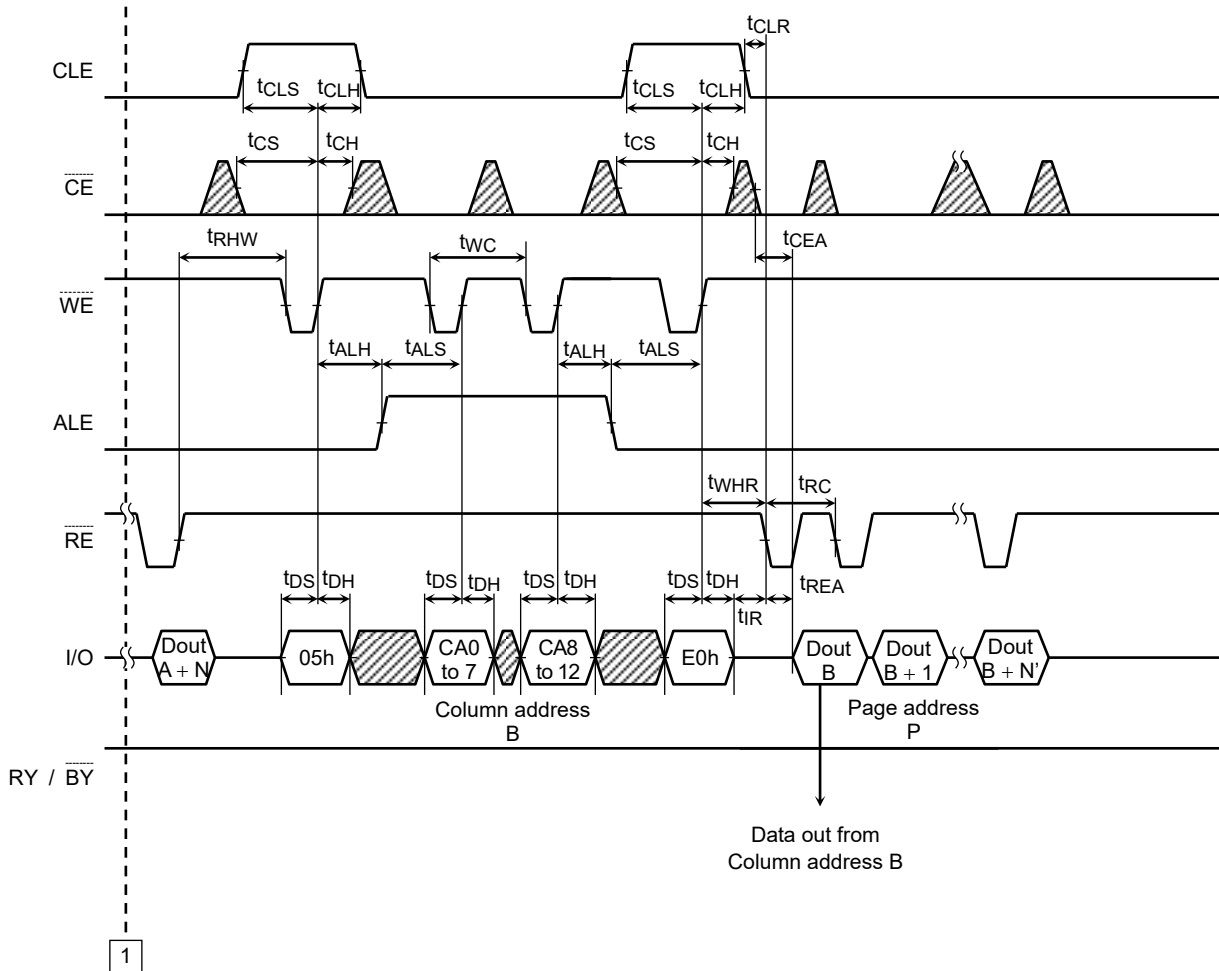 tCLR
CLE
tCLS tCLH tCLS tCLH
tCS tCH tCS tCH
CE
tRHW tWC tCEA
WE
tALH tALS tALH tALS
ALE
tWHR tRC
RE
tDS tDH tDS tDH tDS tDH tDS tDH tREA
tIR
I/O
Dout
A + N
05h
CA0
to 7
CA8
to 12
E0h
Dout
B
Dout
B + 1
Dout
B + N’
Column address
B
Page address
P
RY / BY
Data out from
Column address B
1